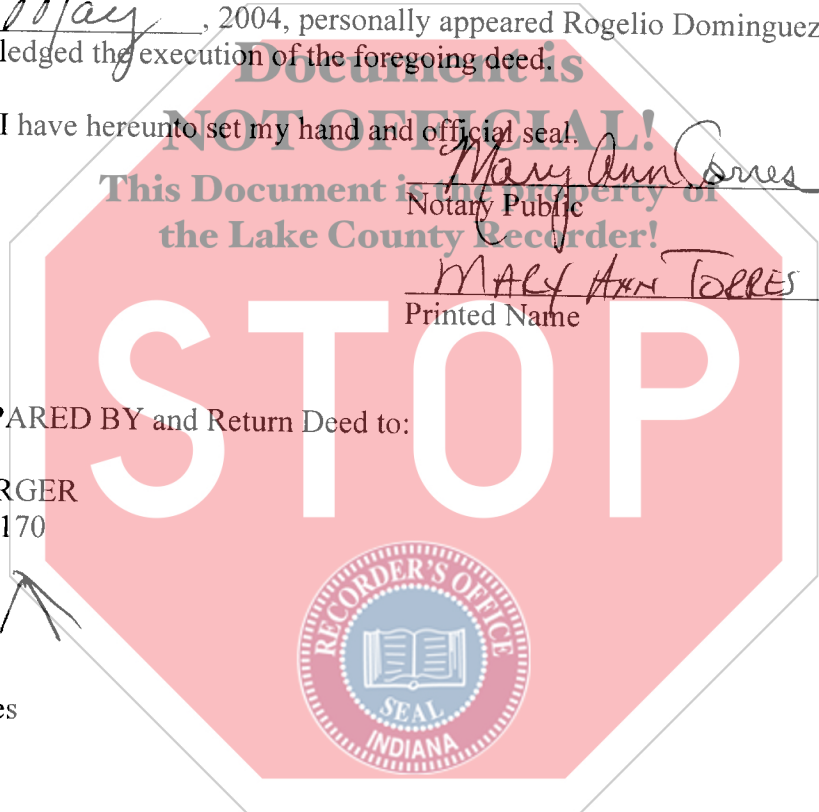 May, 2004, personally appeared Rogelio Dominguez
ledged the execution of the foregoing deed.
Document is
NOT OFFICIAL!
I have hereunto set my hand and official seal.
This Document is the property of
the Lake County Recorder!
Mary Ann Torres
Notary Public
MARY ANN TORRES
Printed Name
STOP
PARED BY and Return Deed to:
RGER
170
RECORDER'S OFFICE
SEAL
INDIANA
es